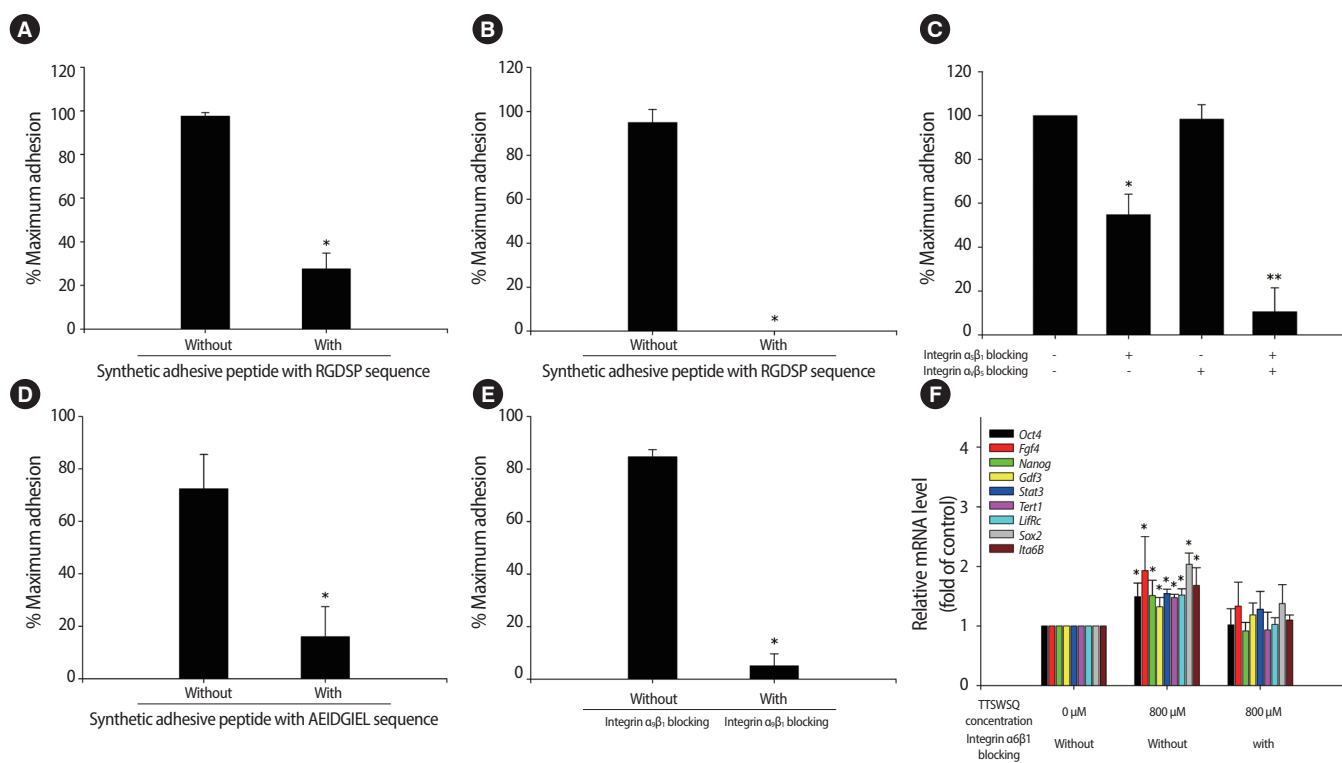 A
120
100
80
60
40
20
0
% Maximum adhesion
*
Without With
Synthetic adhesive peptide with RGDSP sequence
B
120
100
80
60
40
20
0
% Maximum adhesion
*
Without With
Synthetic adhesive peptide with RGDSP sequence
C
120
100
80
60
40
20
0
% Maximum adhesion
*
**
Integrin α₅β₁ blocking - + - +
Integrin αᵥβ₅ blocking - - + +
D
100
80
60
40
20
0
% Maximum adhesion
*
Without With
Synthetic adhesive peptide with AEIDGIEL sequence
E
100
80
60
40
20
0
% Maximum adhesion
*
Without With
Integrin α₉β₁ blocking Integrin α₉β₁ blocking
F
Oct4
Fgf4
Nanog
Gdf3
Stat3
Tert1
LifRc
Sox2
Ita6B
4
3
2
1
0
Relative mRNA level
(fold of control)
* * * * * * * * *
TTSWSQ
concentration
0 μM 800 μM 800 μM
Integrin α6β1
blocking
Without Without with